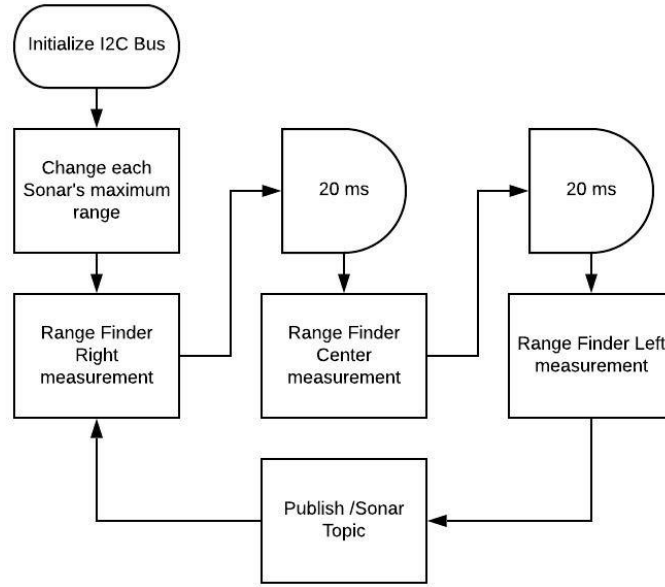 Initialize I2C Bus
Change each
Sonar's maximum
range
20 ms
20 ms
Range Finder
Right
measurement
Range Finder
Center
measurement
Range Finder Left
measurement
Publish /Sonar
Topic